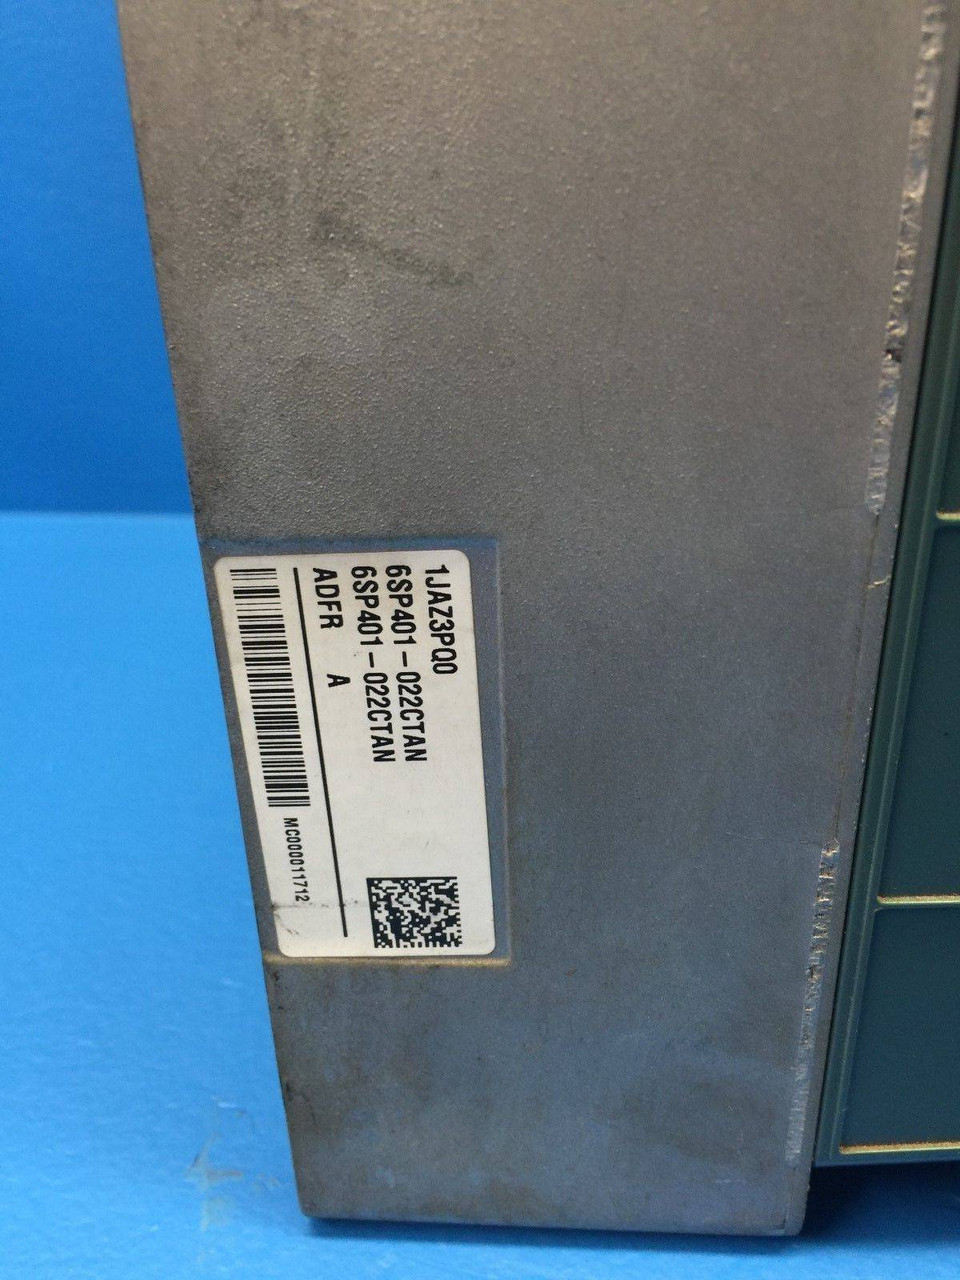 1JAZ3PQ0
6SP401-022CTAN
6SP401-022CTAN
ADFR A
MC000011712